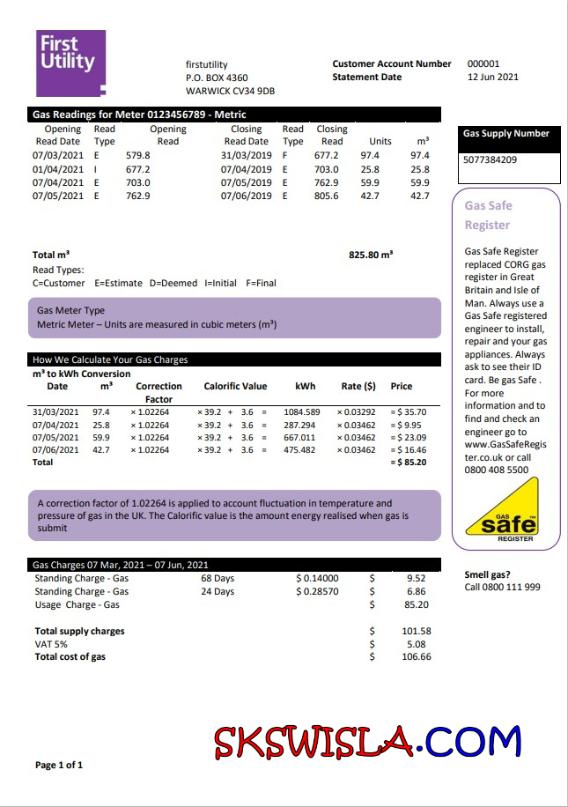 First
Utility
firstutility
P.O. BOX 4360
WARWICK CV34 9DB
Customer Account Number 000001
Statement Date 12 Jun 2021
Gas Readings for Meter 0123456789 - Metric
Opening Read Opening Closing Read Closing
Read Date Type Read Read Date Type Read Units m³
07/03/2021 E 579.8 31/03/2019 F 677.2 97.4 97.4
01/04/2021 I 677.2 07/04/2019 E 703.0 25.8 25.8
07/04/2021 E 703.0 07/05/2019 E 762.9 59.9 59.9
07/05/2021 E 762.9 07/06/2019 E 805.6 42.7 42.7
Total m³ 825.80 m³
Read Types:
C=Customer E=Estimate D=Deemed I=Initial F=Final
Gas Meter Type
Metric Meter – Units are measured in cubic meters (m³)
How We Calculate Your Gas Charges
m³ to kWh Conversion
Date m³ Correction Calorific Value kWh Rate ($) Price
Factor
31/03/2021 97.4 × 1.02264 × 39.2 + 3.6 = 1084.589 × 0.03292 = $ 35.70
07/04/2021 25.8 × 1.02264 × 39.2 + 3.6 = 287.294 × 0.03462 = $ 9.95
07/05/2021 59.9 × 1.02264 × 39.2 + 3.6 = 667.011 × 0.03462 = $ 23.09
07/06/2021 42.7 × 1.02264 × 39.2 + 3.6 = 475.482 × 0.03462 = $ 16.46
Total = $ 85.20
A correction factor of 1.02264 is applied to account fluctuation in temperature and
pressure of gas in the UK. The Calorific value is the amount energy realised when gas is
submit
Gas Charges 07 Mar, 2021 – 07 Jun, 2021
Standing Charge - Gas 68 Days $ 0.14000 $ 9.52
Standing Charge - Gas 24 Days $ 0.28570 $ 6.86
Usage Charge - Gas $ 85.20
Total supply charges $ 101.58
VAT 5% $ 5.08
Total cost of gas $ 106.66
Gas Supply Number
5077384209
Gas Safe
Register
Gas Safe Register
replaced CORG gas
register in Great
Britain and Isle of
Man. Always use a
Gas Safe registered
engineer to install,
repair and your gas
appliances. Always
ask to see their ID
card. Be gas Safe .
For more
information and to
find and check an
engineer go to
www.GasSafeRegis
ter.co.uk or call
0800 408 5500
GAS
safe™
REGISTER
Smell gas?
Call 0800 111 999
SKSWISLA.COM
Page 1 of 1